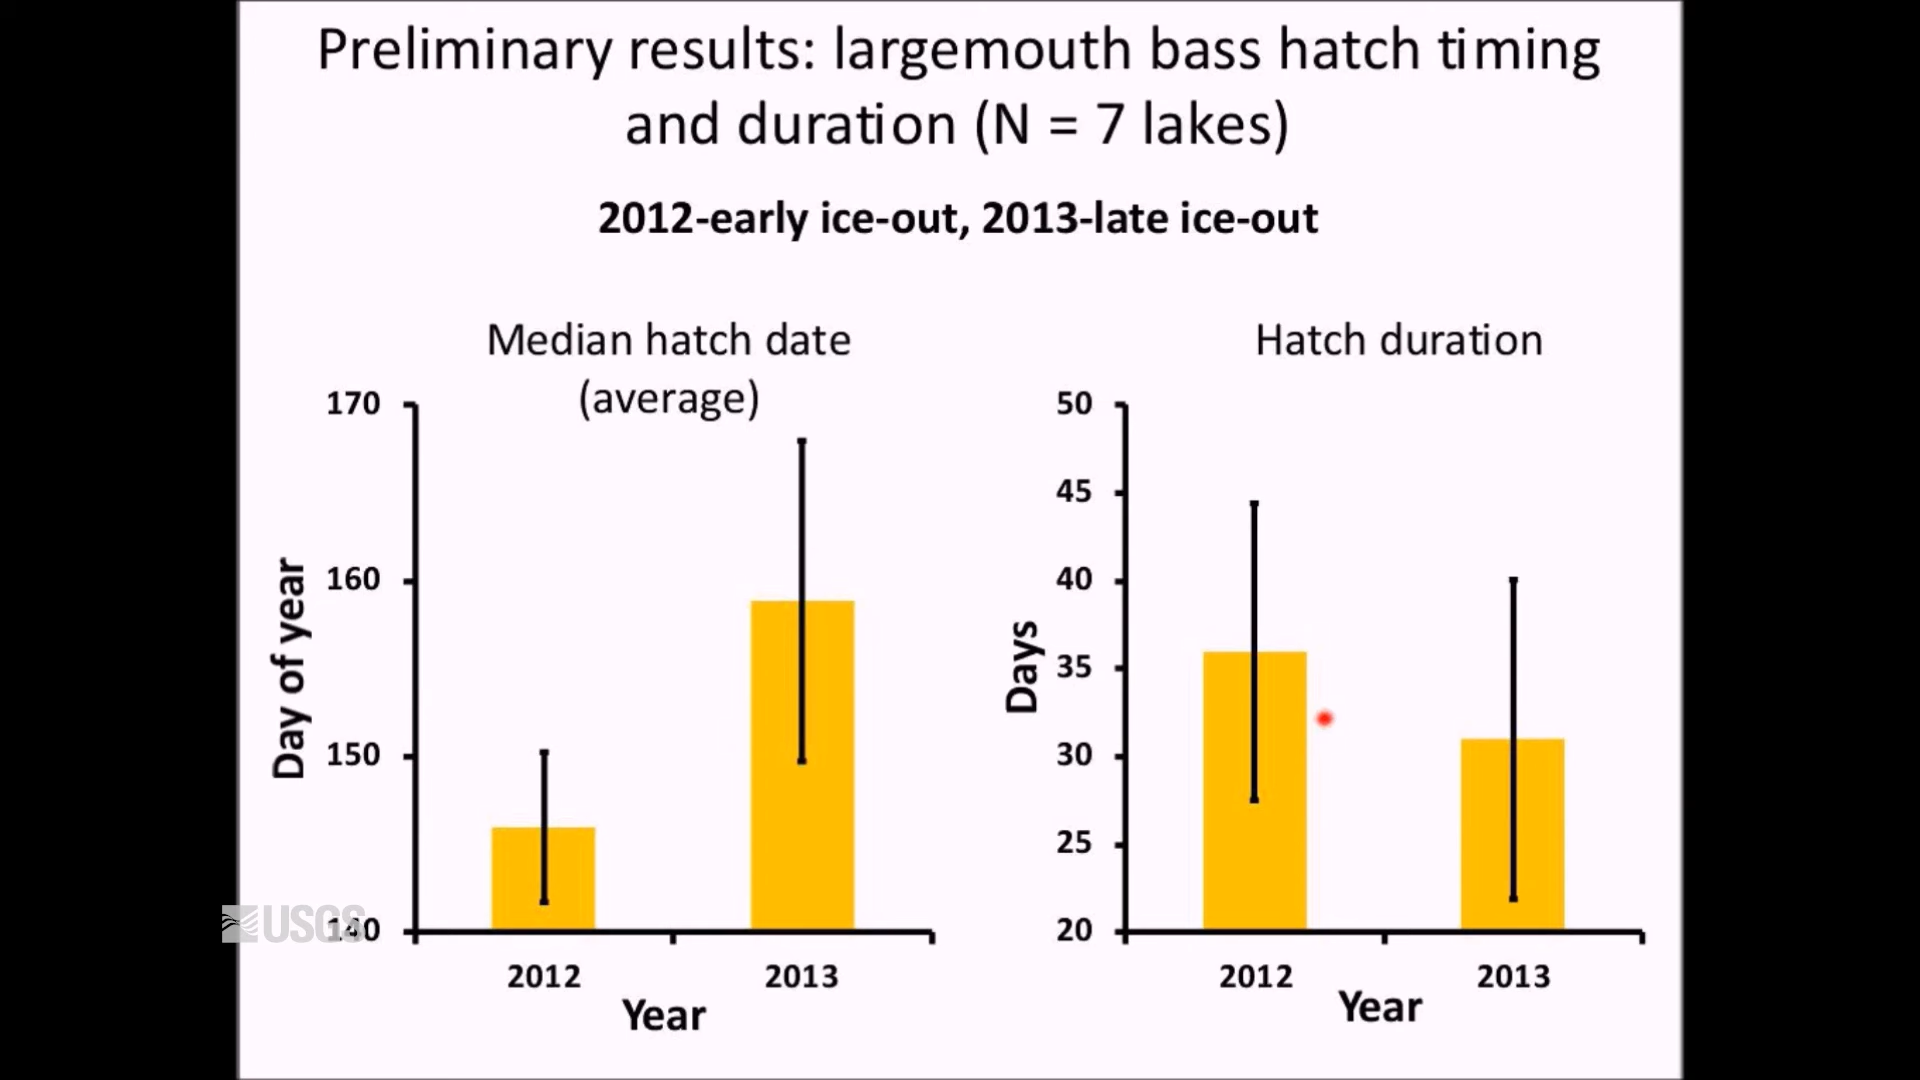 Preliminary results: largemouth bass hatch timing
and duration (N = 7 lakes)
2012-early ice-out, 2013-late ice-out
Median hatch date
(average)
Day of year
170
160
150
140
2012
2013
Year
Hatch duration
Days
50
45
40
35
30
25
20
2012
2013
Year
USGS